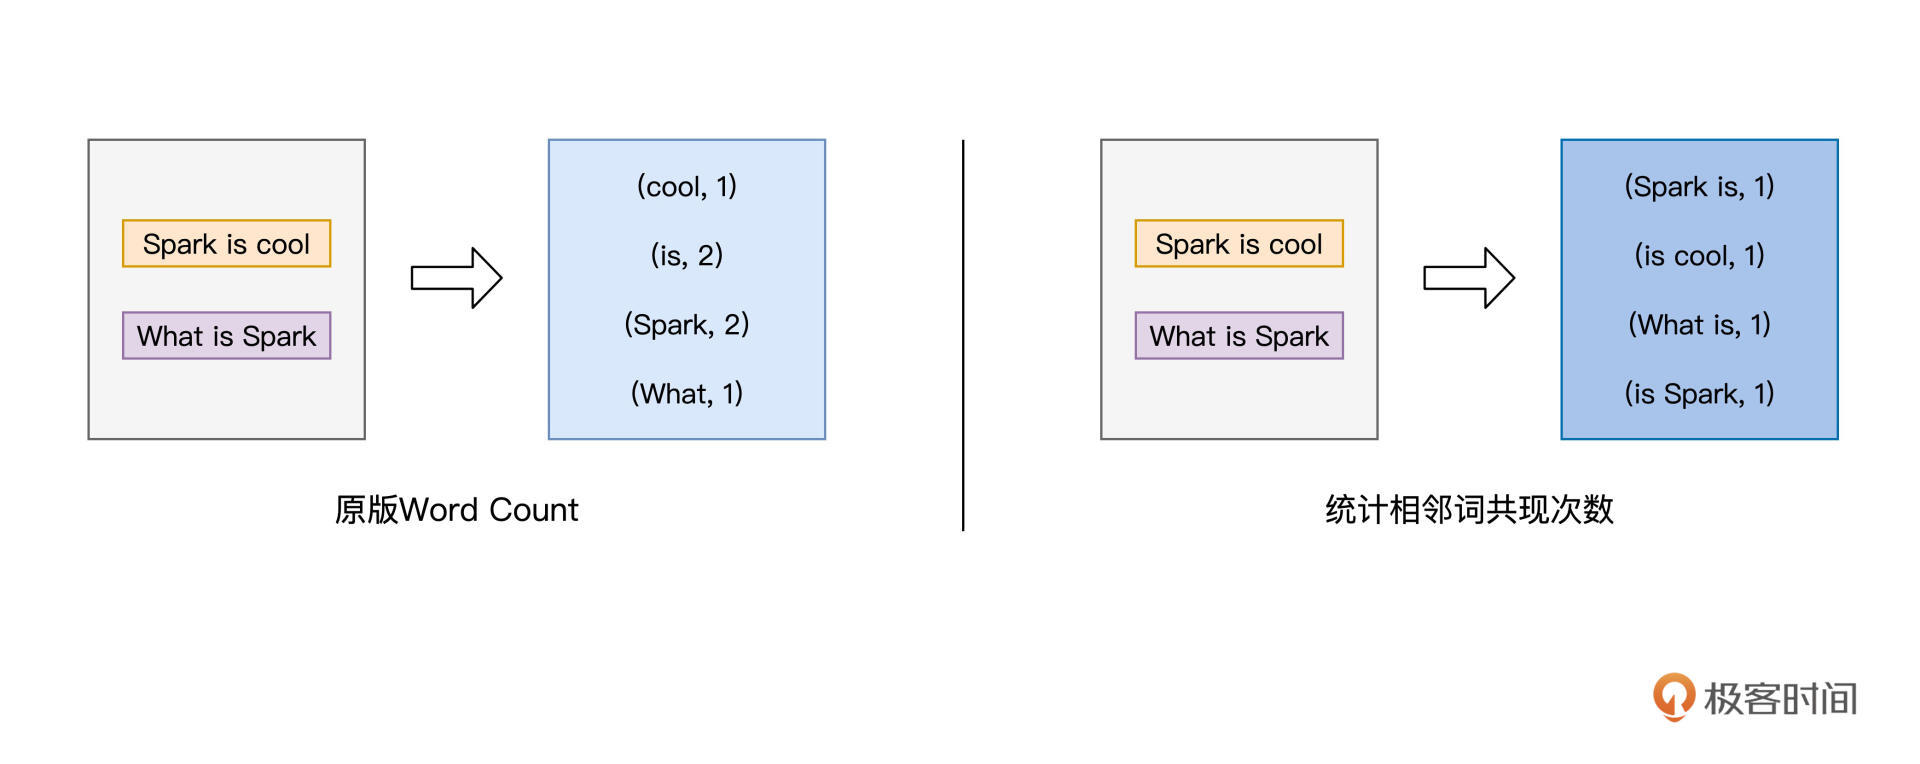 Spark is cool
What is Spark
(cool, 1)
(is, 2)
(Spark, 2)
(What, 1)
原版Word Count
Spark is cool
What is Spark
(Spark is, 1)
(is cool, 1)
(What is, 1)
(is Spark, 1)
统计相邻词共现次数
极客时间